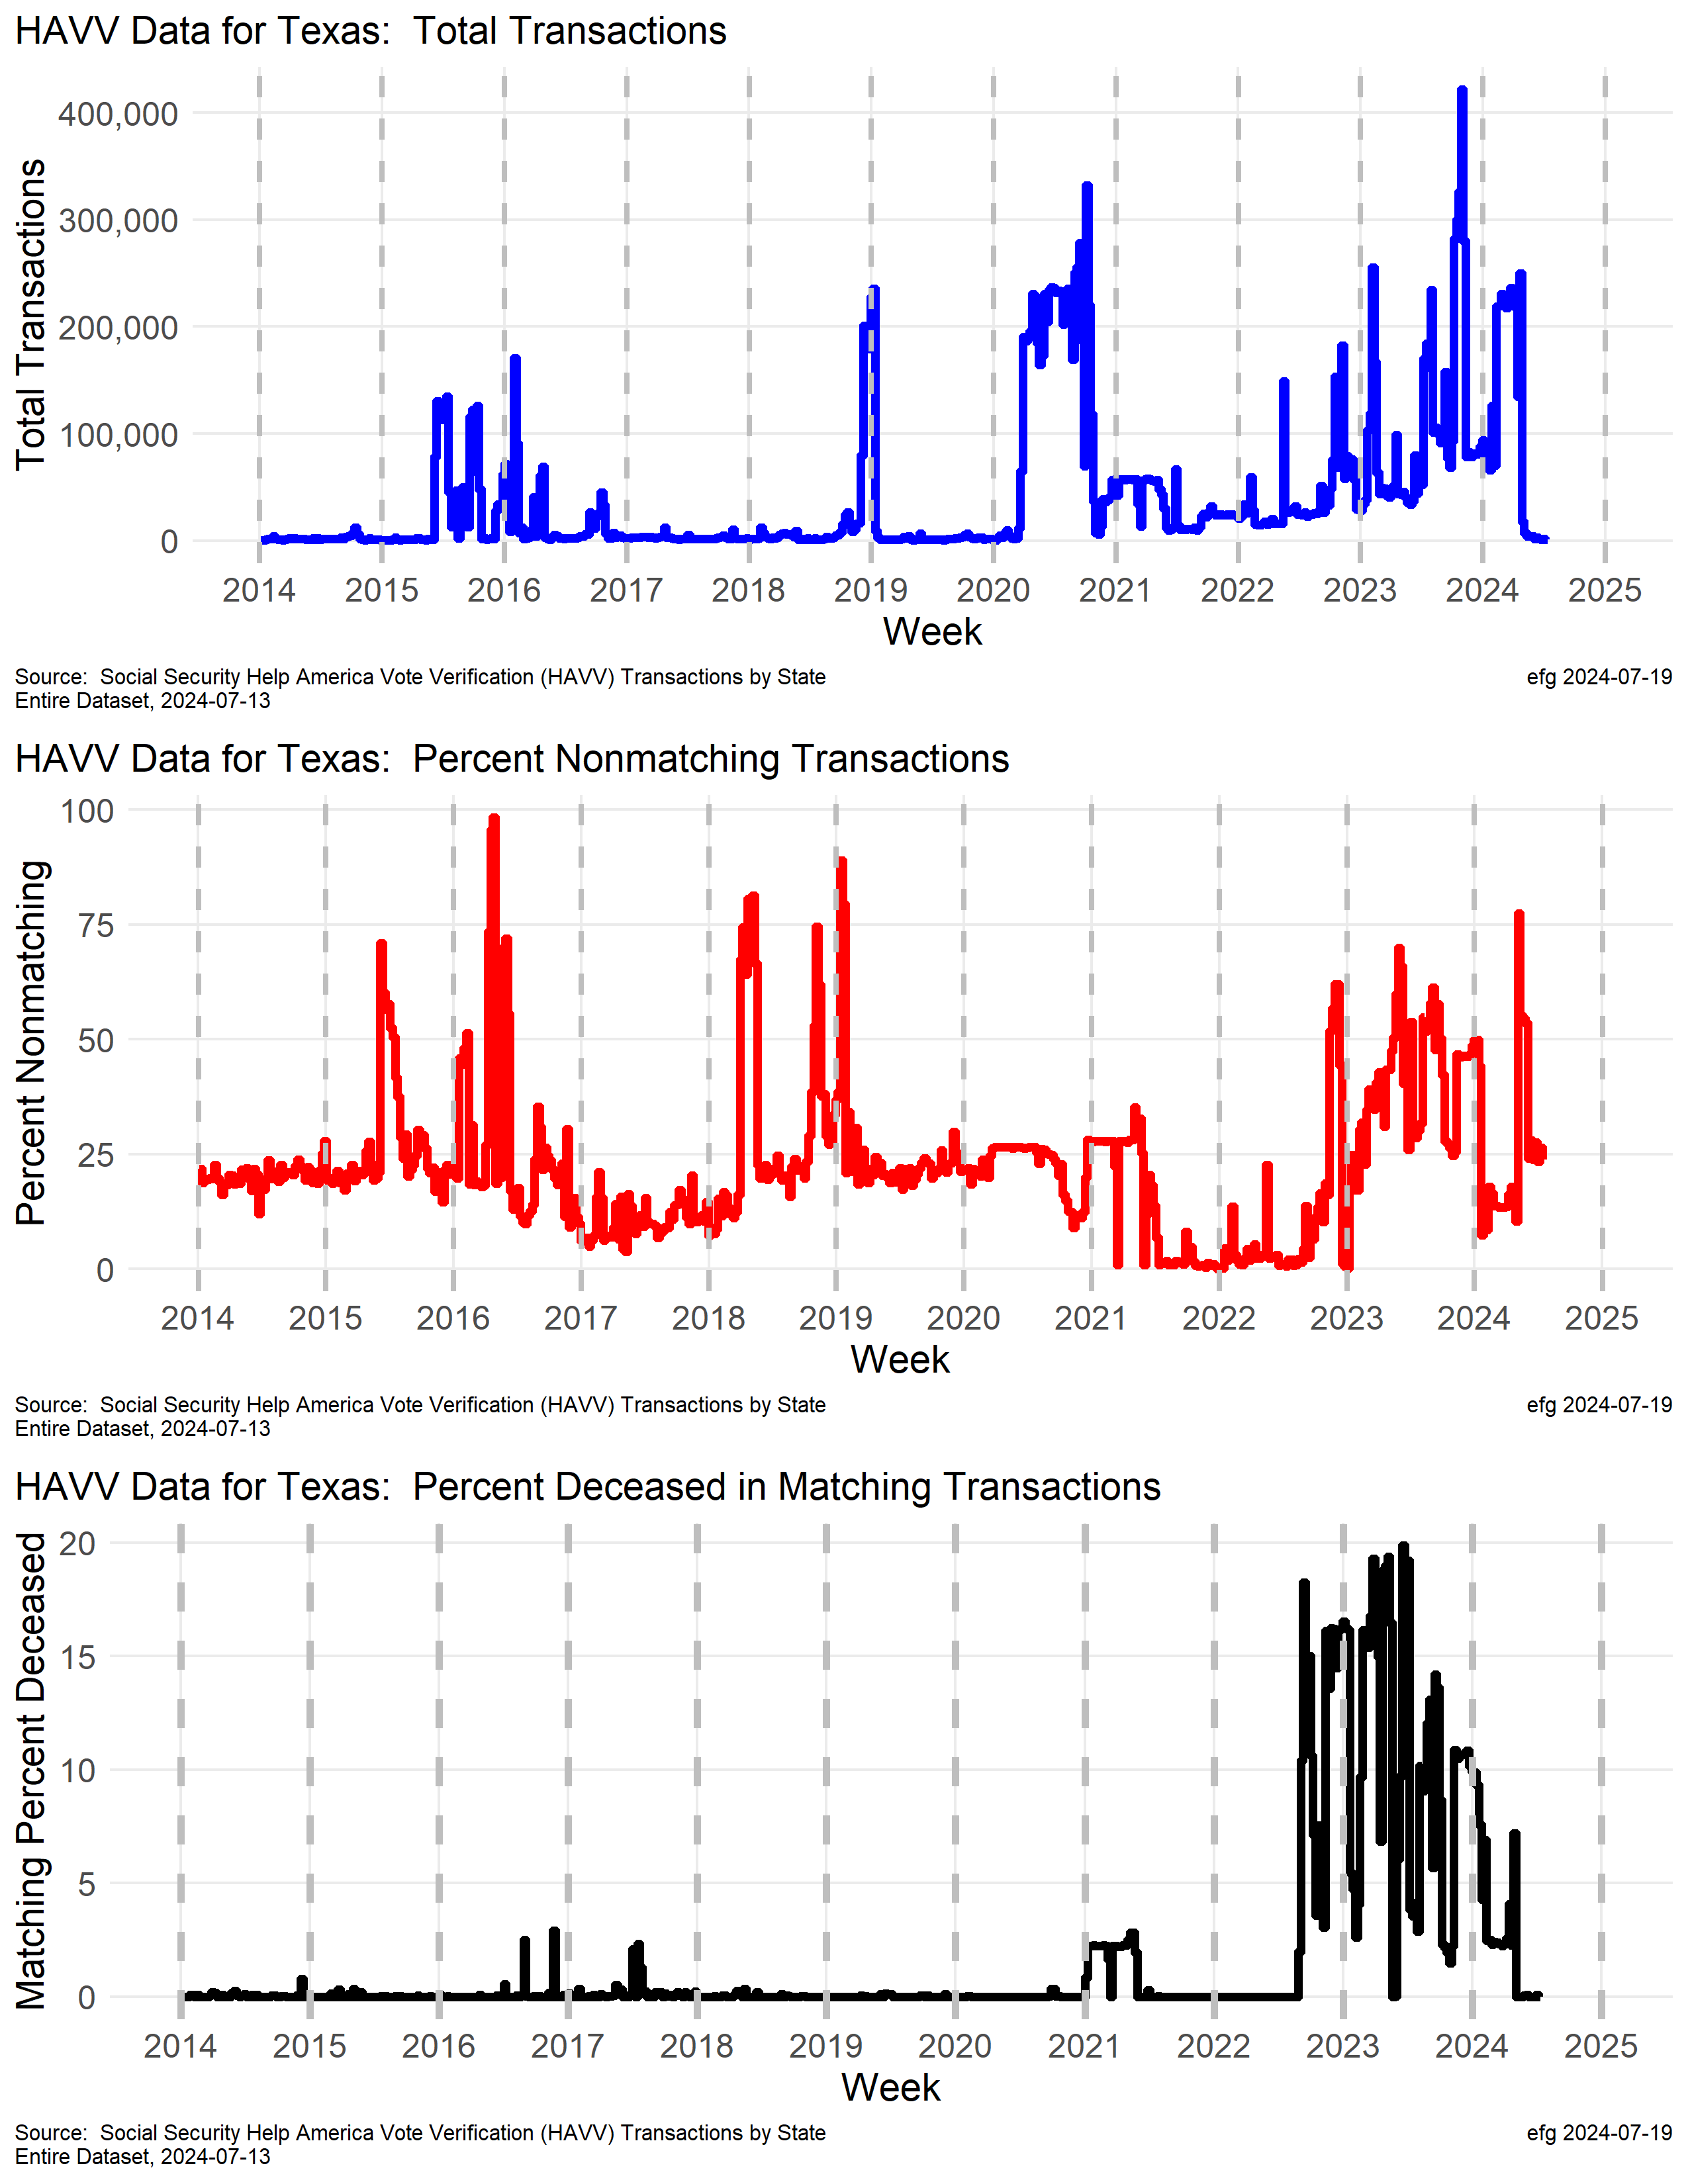 HAVV Data for Texas:  Total Transactions
Total Transactions
400,000
300,000
200,000
100,000
0
2014 2015 2016 2017 2018 2019 2020 2021 2022 2023 2024 2025
Week
Source:  Social Security Help America Vote Verification (HAVV) Transactions by State
Entire Dataset, 2024-07-13
efg 2024-07-19
HAVV Data for Texas:  Percent Nonmatching Transactions
Percent Nonmatching
100
75
50
25
0
2014 2015 2016 2017 2018 2019 2020 2021 2022 2023 2024 2025
Week
Source:  Social Security Help America Vote Verification (HAVV) Transactions by State
Entire Dataset, 2024-07-13
efg 2024-07-19
HAVV Data for Texas:  Percent Deceased in Matching Transactions
Matching Percent Deceased
20
15
10
5
0
2014 2015 2016 2017 2018 2019 2020 2021 2022 2023 2024 2025
Week
Source:  Social Security Help America Vote Verification (HAVV) Transactions by State
Entire Dataset, 2024-07-13
efg 2024-07-19